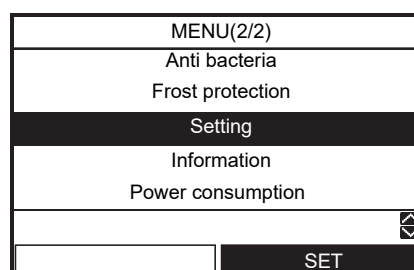 MENU(2/2)
Anti bacteria
Frost protection
Setting
Information
Power consumption
SET